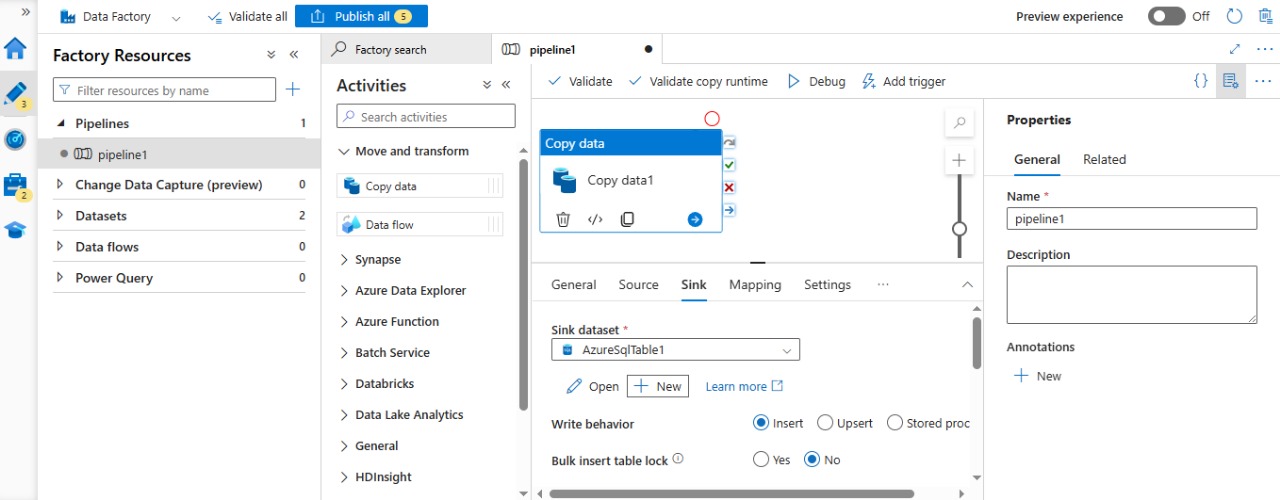 Data Factory
Validate all
Publish all 5
Preview experience Off
Factory Resources
Filter resources by name
Pipelines 1
pipeline1
Change Data Capture (preview) 0
Datasets 2
Data flows 0
Power Query 0
3
2
Factory search
pipeline1
Activities
Search activities
Move and transform
Copy data
Data flow
Synapse
Azure Data Explorer
Azure Function
Batch Service
Databricks
Data Lake Analytics
General
HDInsight
Validate Validate copy runtime Debug Add trigger
Copy data
Copy data1
General Source Sink Mapping Settings
Sink dataset *
AzureSqlTable1
Open New Learn more
Write behavior Insert Upsert Stored proc
Bulk insert table lock Yes No
Properties
General Related
Name *
pipeline1
Description
Annotations
New